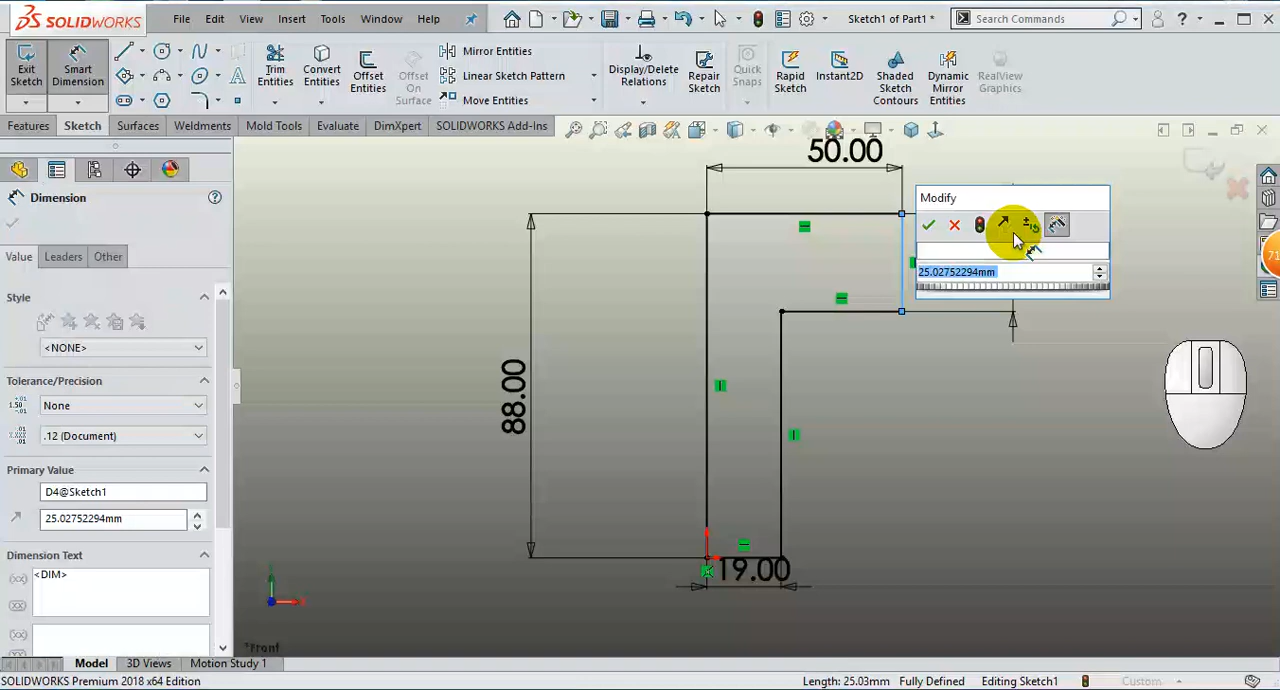 SOLIDWORKS
File Edit View Insert Tools Window Help
Sketch1 of Part1 *
Search Commands
Exit Sketch
Smart Dimension
Trim Entities
Convert Entities
Offset Entities
Offset On Surface
Mirror Entities
Linear Sketch Pattern
Move Entities
Display/Delete Relations
Repair Sketch
Quick Snaps
Rapid Sketch
Instant2D
Shaded Sketch Contours
Dynamic Mirror Entities
RealView Graphics
Features Sketch Surfaces Weldments Mold Tools Evaluate DimXpert SOLIDWORKS Add-Ins
Dimension
Value Leaders Other
Style
<NONE>
Tolerance/Precision
None
.12 (Document)
Primary Value
D4@Sketch1
25.02752294mm
Dimension Text
<DIM>
50.00
88.00
19.00
Modify
25.02752294mm
71
*Front
Model 3D Views Motion Study 1
SOLIDWORKS Premium 2018 x64 Edition
Length: 25.03mm Fully Defined Editing Sketch1 Custom